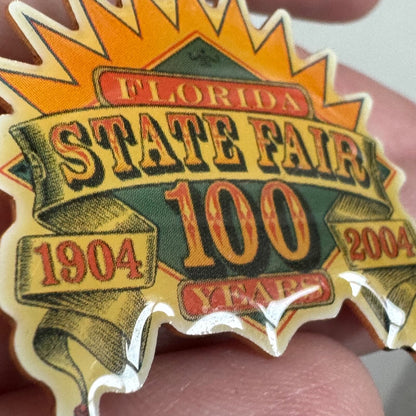 FLORIDA
STATE FAIR
100
1904 2004
YEARS